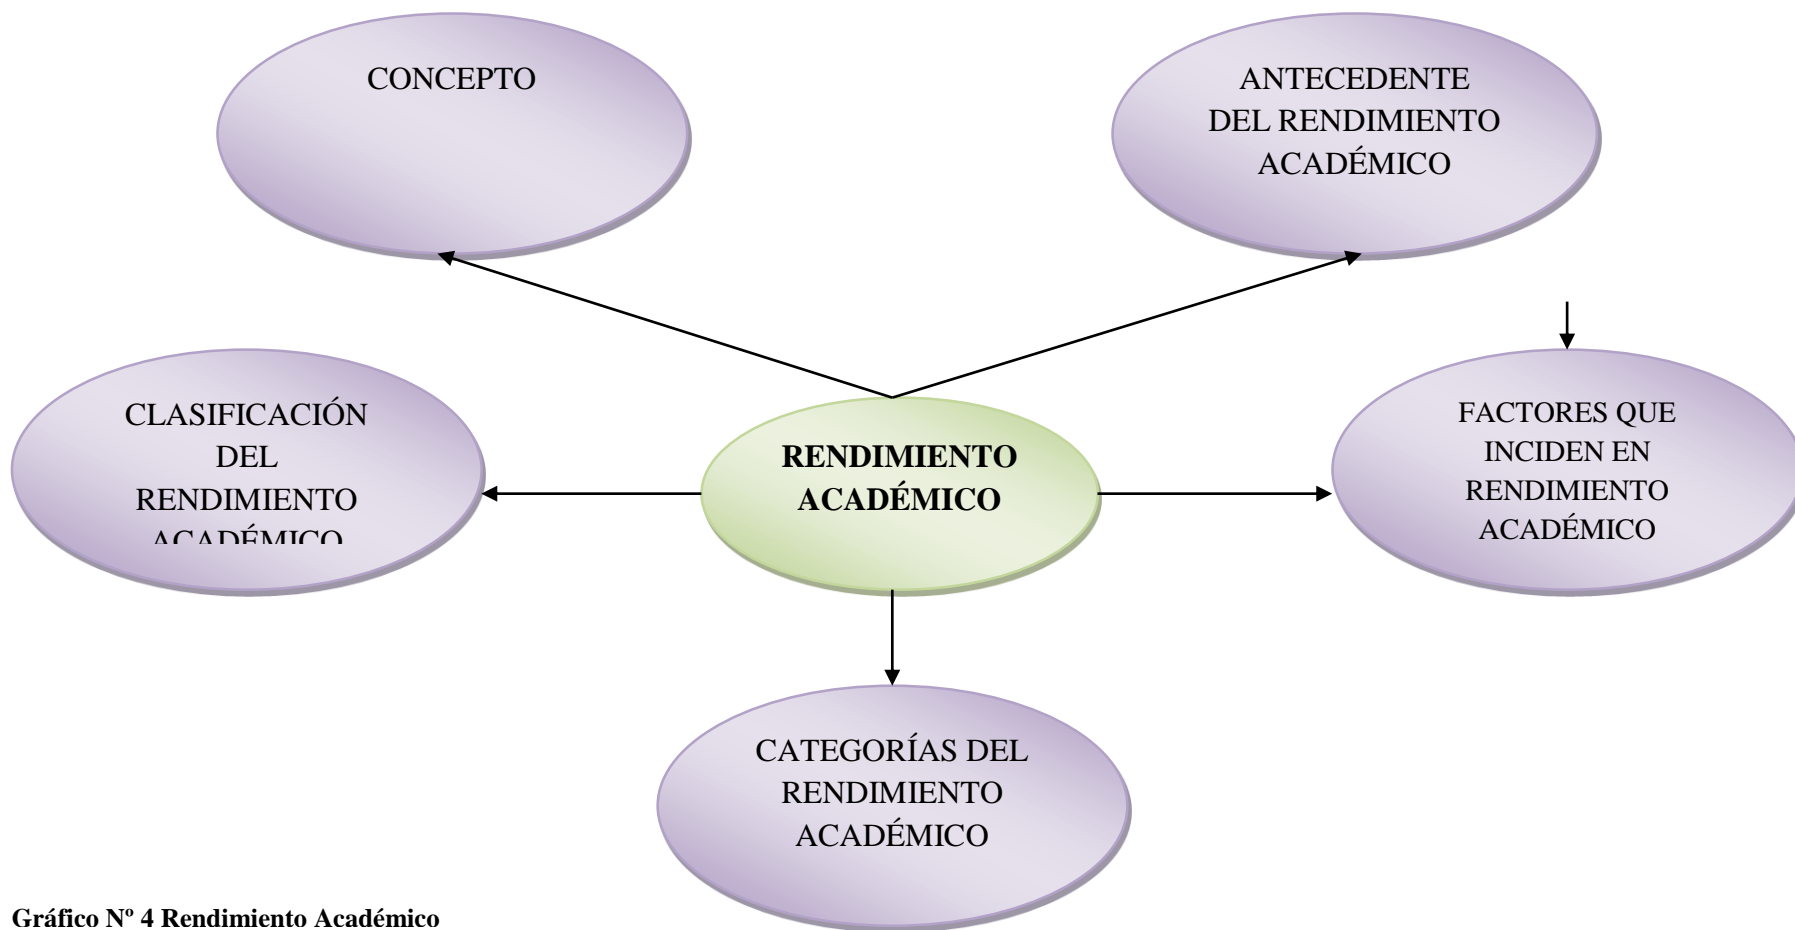 CONCEPTO
ANTECEDENTE
DEL RENDIMIENTO
ACADÉMICO
CLASIFICACIÓN
DEL
RENDIMIENTO
ACADÉMICO
RENDIMIENTO
ACADÉMICO
FACTORES QUE
INCIDEN EN
RENDIMIENTO
ACADÉMICO
CATEGORÍAS DEL
RENDIMIENTO
ACADÉMICO
Gráfico Nº 4 Rendimiento Académico